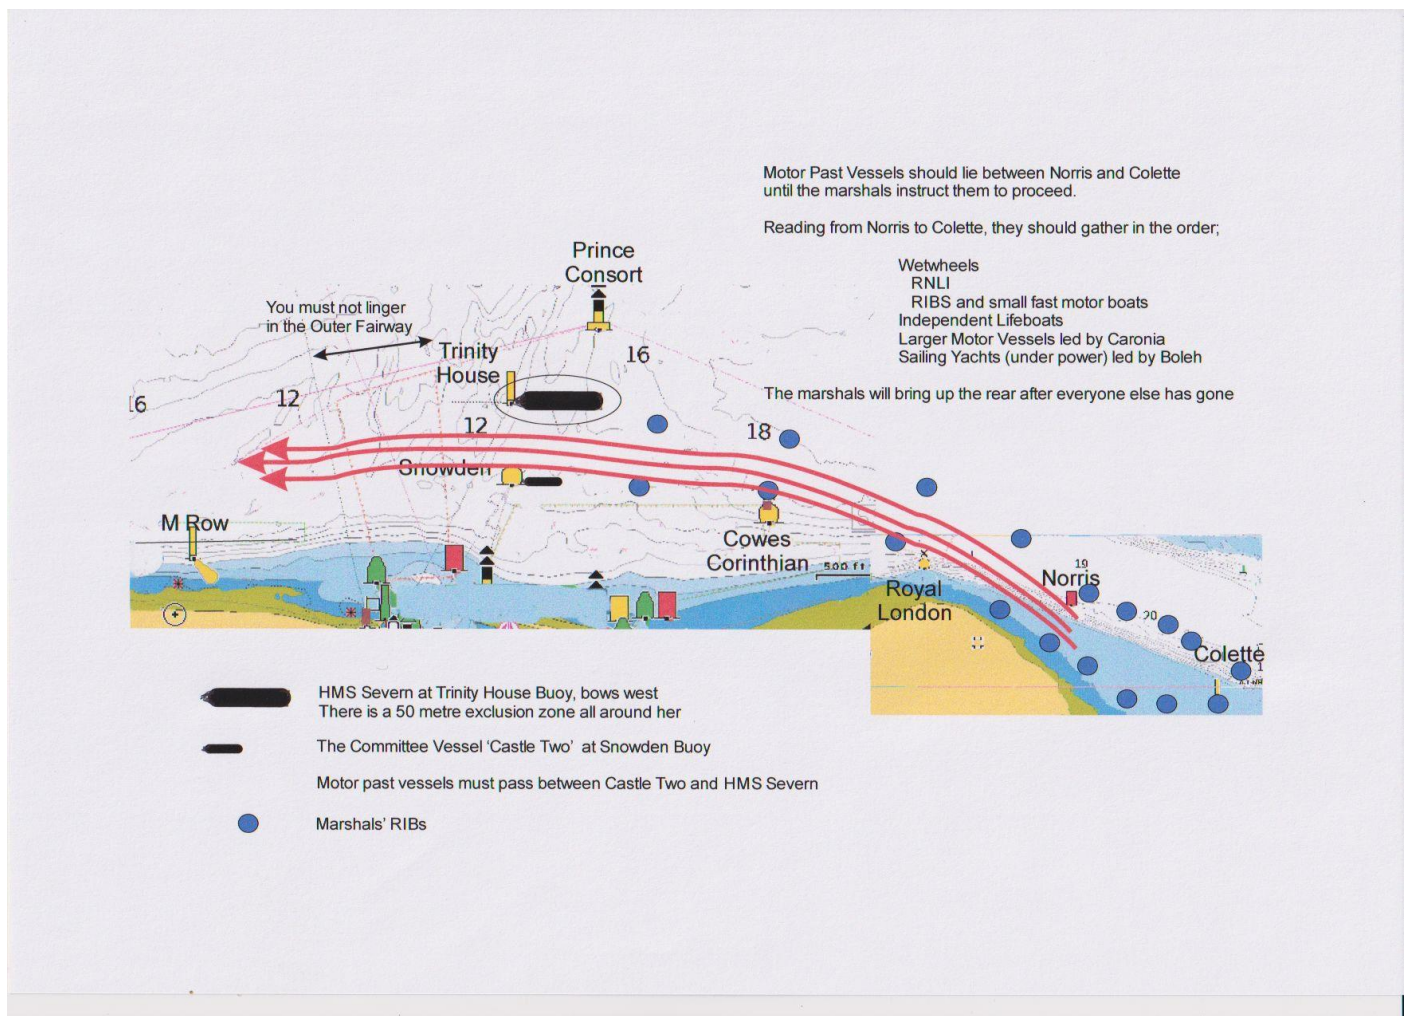 Motor Past Vessels should lie between Norris and Colette
until the marshals instruct them to proceed.
Reading from Norris to Colette, they should gather in the order;
Wetwheels
RNLI
RIBS and small fast motor boats
Independent Lifeboats
Larger Motor Vessels led by Caronia
Sailing Yachts (under power) led by Boleh
The marshals will bring up the rear after everyone else has gone
Prince
Consort
You must not linger
in the Outer Fairway
Trinity
House
16
16
12
12
18
Snowden
M Row
Cowes
Corinthian
500 ft
Royal
London
19
Norris
20
Colette
HMS Severn at Trinity House Buoy, bows west
There is a 50 metre exclusion zone all around her
The Committee Vessel ‘Castle Two’ at Snowden Buoy
Motor past vessels must pass between Castle Two and HMS Severn
Marshals’ RIBs